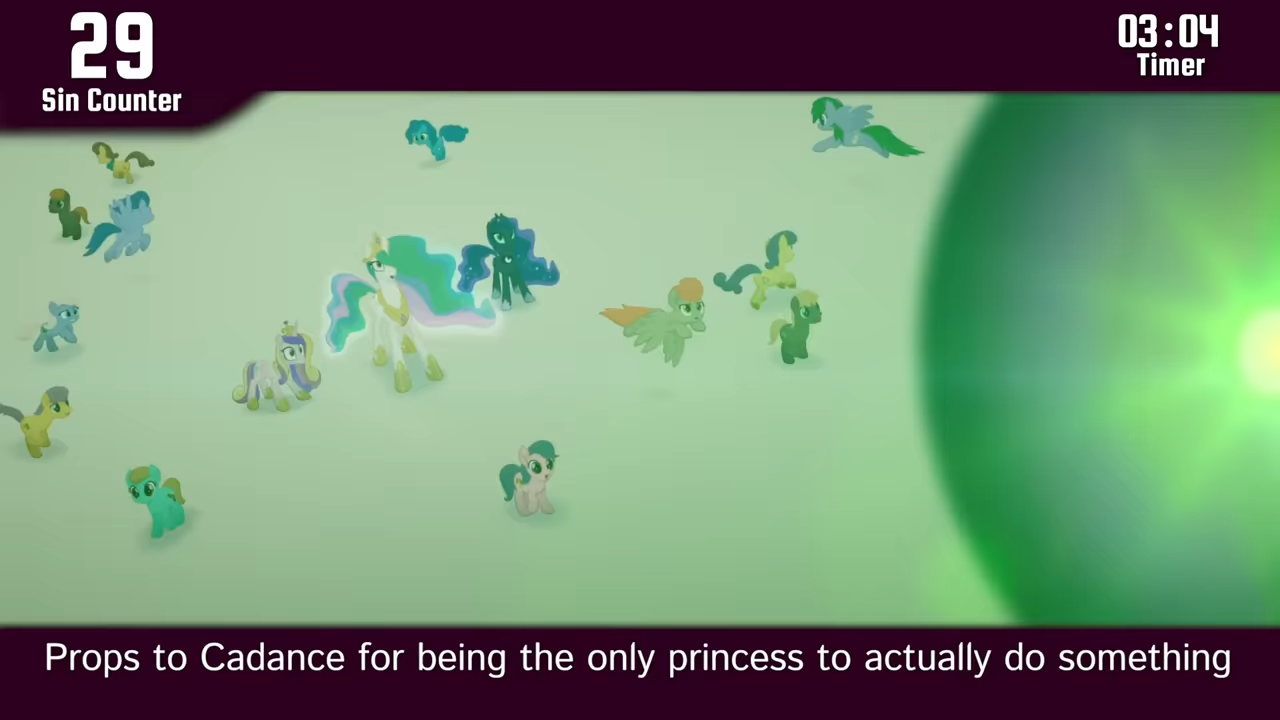 29
Sin Counter
03:04
Timer
Props to Cadance for being the only princess to actually do something